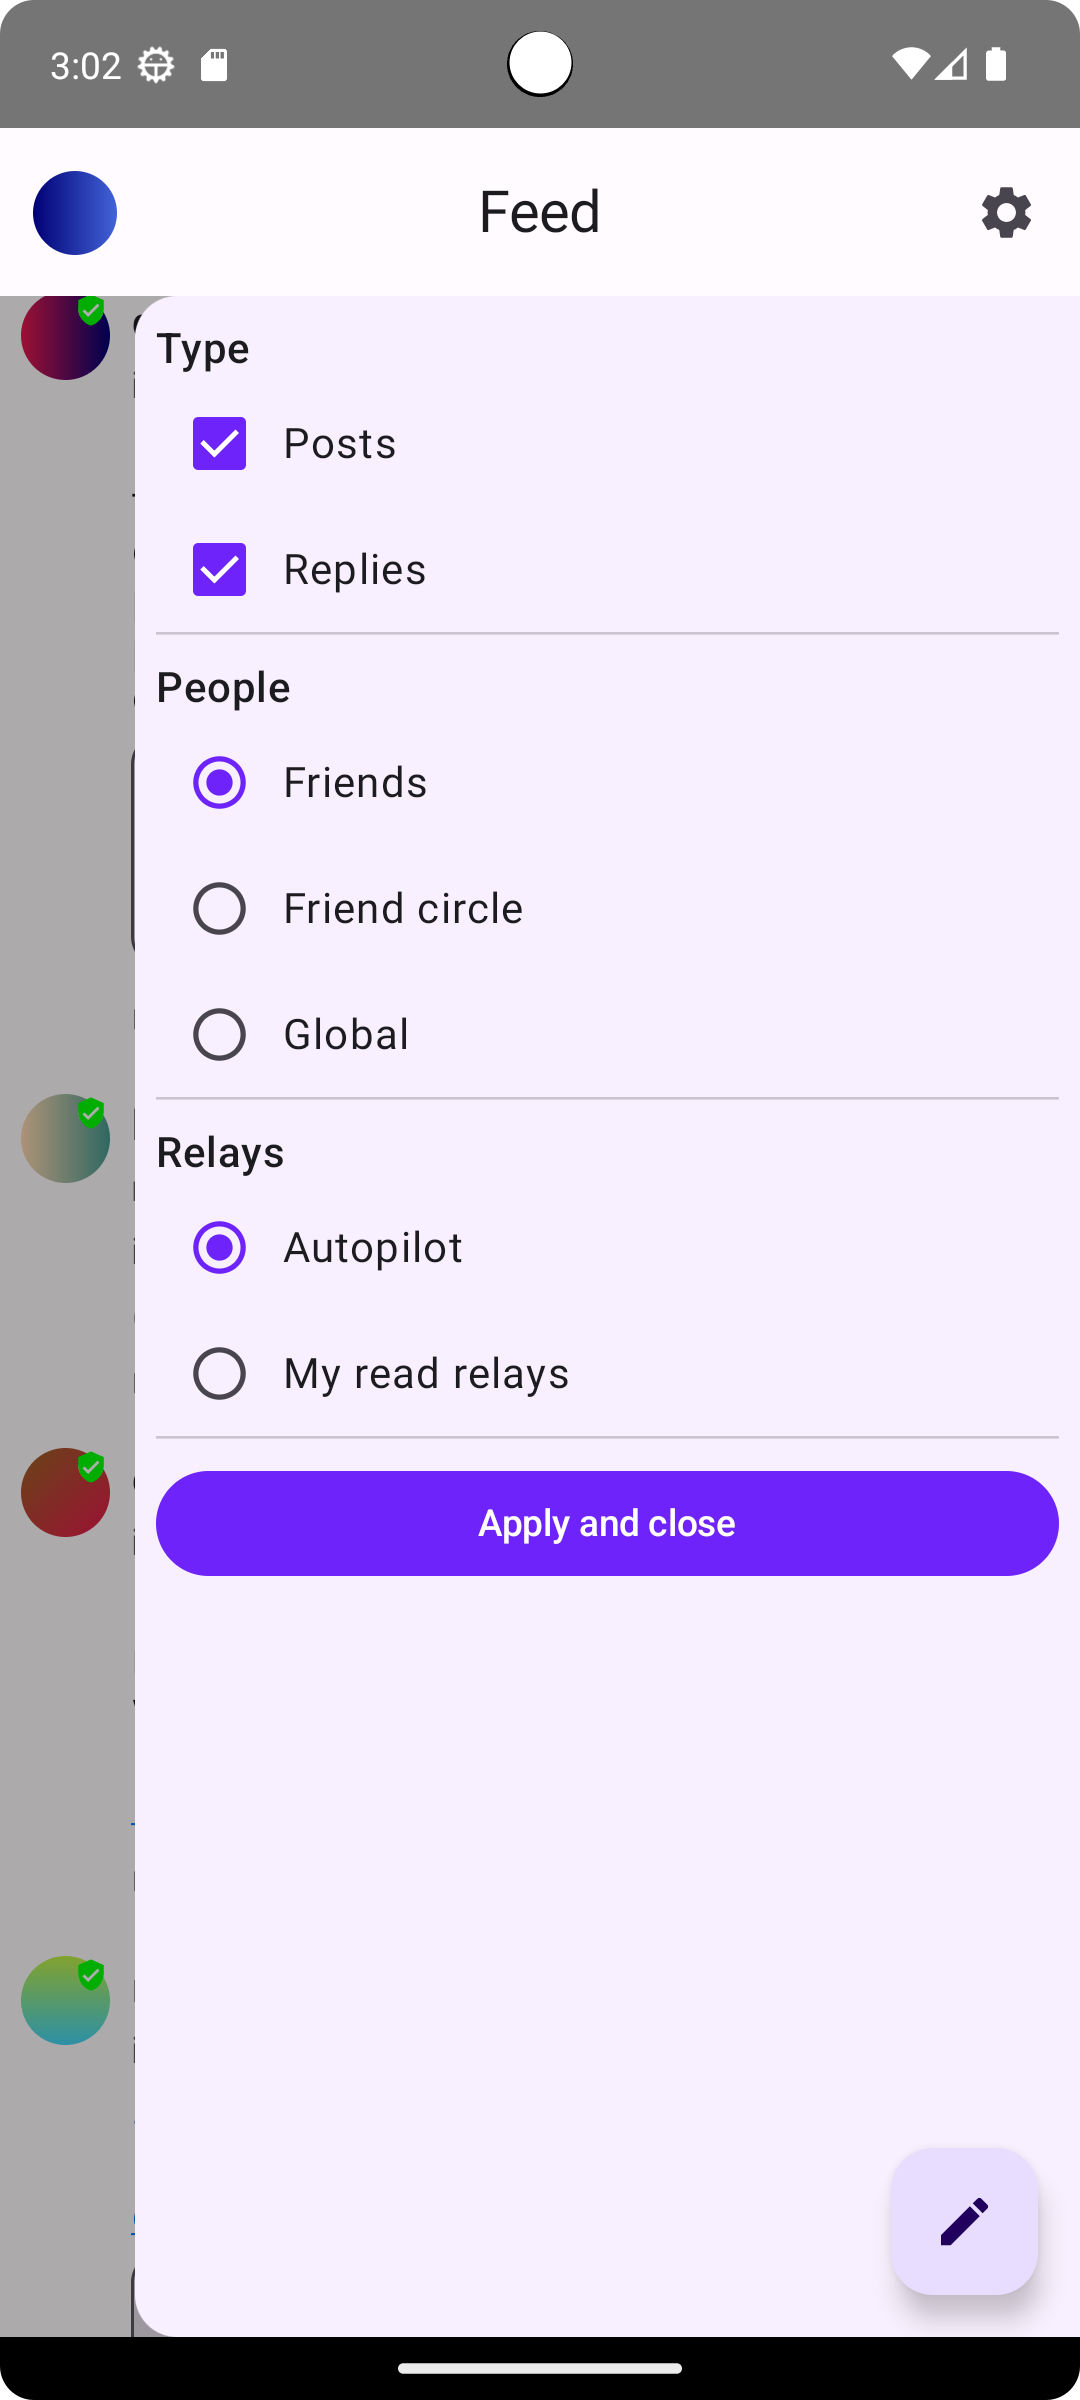 3:02
Feed
Type
Posts
Replies
People
Friends
Friend circle
Global
Relays
Autopilot
My read relays
Apply and close